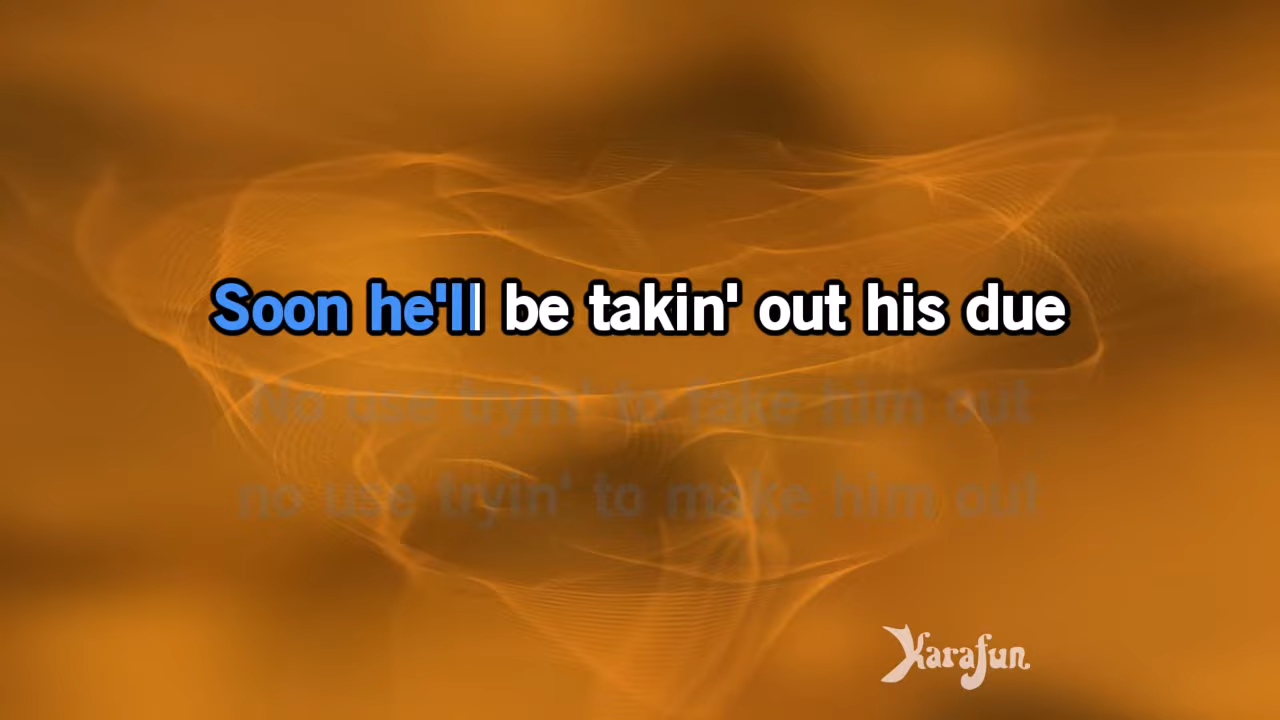 Soon he'll be takin' out his due
No use tryin' to fake him out
no use tryin' to make him out
Karafun